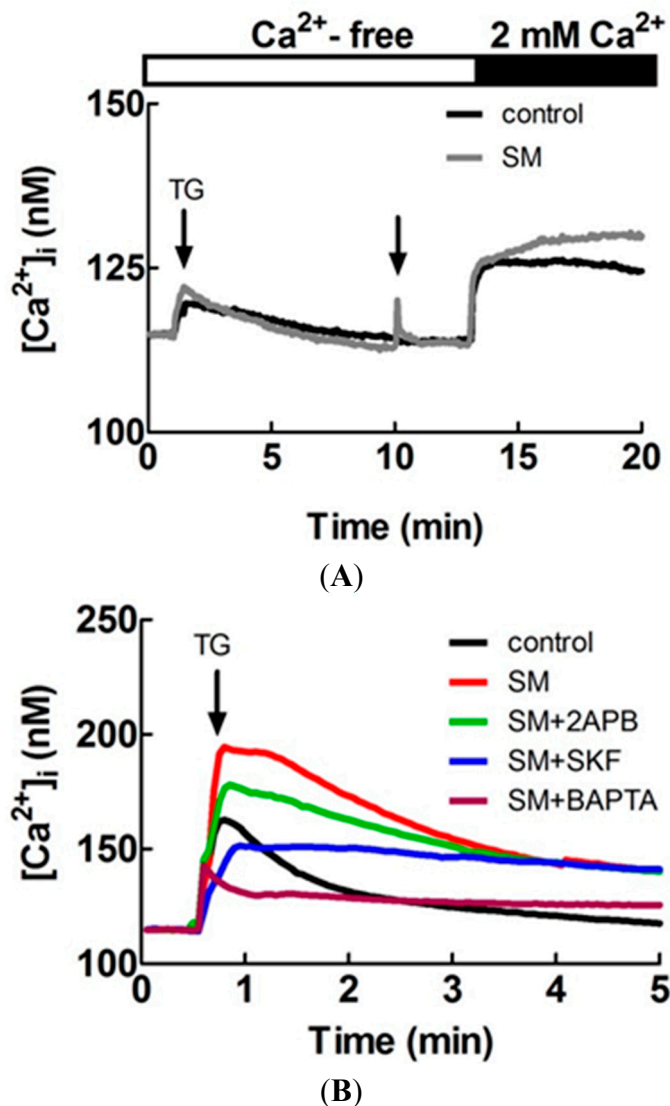 Ca²⁺- free 2 mM Ca²⁺
150
125
100
[Ca²⁺]ᵢ (nM)
control
SM
TG
0 5 10 15 20
Time (min)
(A)
250
200
150
100
[Ca²⁺]ᵢ (nM)
TG
control
SM
SM+2APB
SM+SKF
SM+BAPTA
0 1 2 3 4 5
Time (min)
(B)